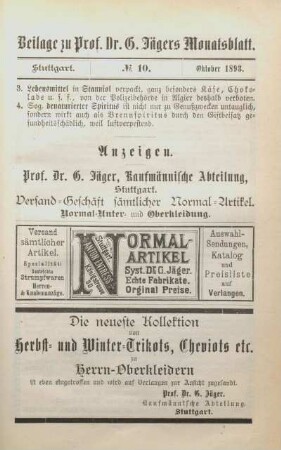 Beilage zu Prof. Dr. G. Jägers Monatsblatt.
Stuttgart. № 10. Oktober 1893.
3. Lebensmittel in Stanniol verpackt, ganz besonders Käse, Choko-
lade u. s. f., von der Polizeibehörde in Algier deshalb verboten.
4. Sog. denaturierter Spiritus ist nicht nur zu Genußzwecken untauglich,
sondern wirkt auch als Brennspiritus durch den Giftbelsatz ge-
sundheitsschädlich, weil luftverpestend.
Anzeigen.
Prof. Dr. G. Jäger, Kaufmännische Abteilung,
Stuttgart.
Versand-Geschäft sämtlicher Normal-Artikel.
Normal-Unter- und Oberkleidung.
Versand
sämtlicher
Artikel.
Spezialität:
Strumpfwaren
Herren-
& Knabenanzüge.
NORMAL-
ARTIKEL
Syst. Dr. G. Jäger.
Echte Fabrikate.
Orginal Preise.
Auswahl-
Sendungen,
Katalog
und
Preisliste
auf
Verlangen.
Die neueste Kollektion
von
Herbst- und Winter-Trikots, Cheviots etc.
zu
Herrn-Oberkleidern
ist eben eingetroffen und wird auf Verlangen zur Ansicht zugesandt.
Prof. Dr. G. Jäger.
Kaufmännische Abteilung
Stuttgart.